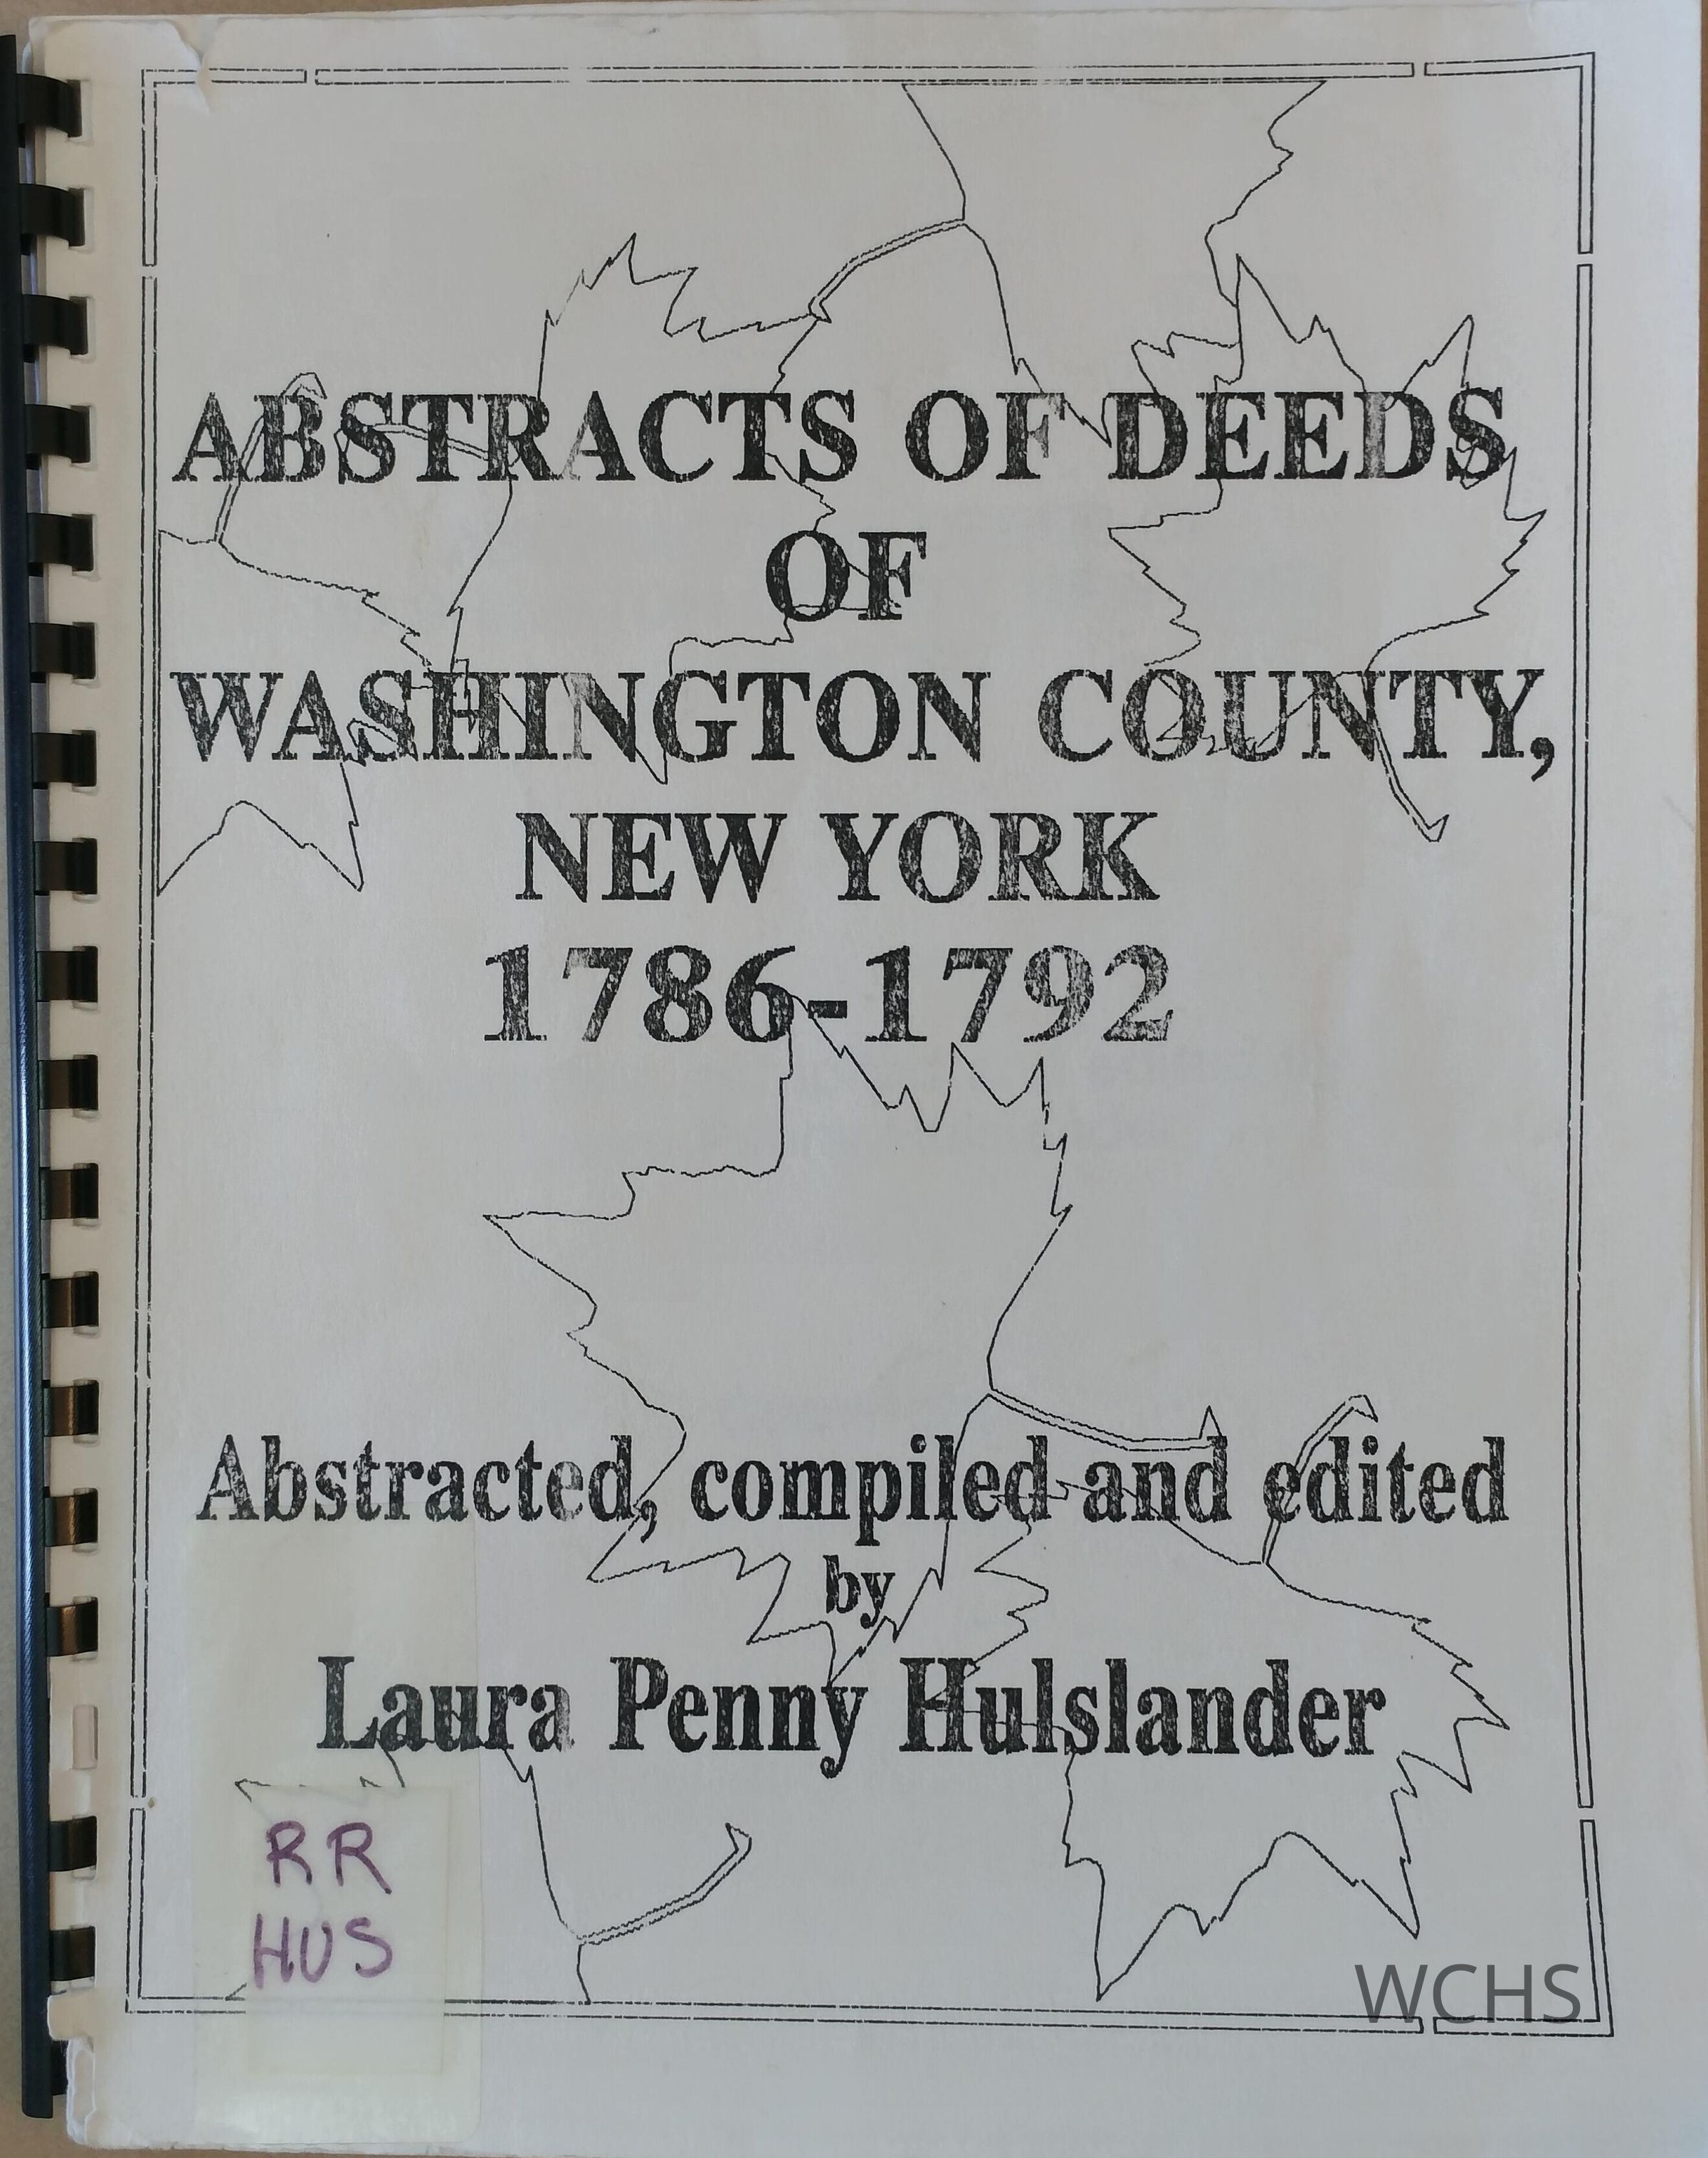 ABSTRACTS OF DEEDS
OF
WASHINGTON COUNTY,
NEW YORK
1786-1792
Abstracted, compiled and edited
by
Laura Penny Hulslander
RR
HUS
WCHS